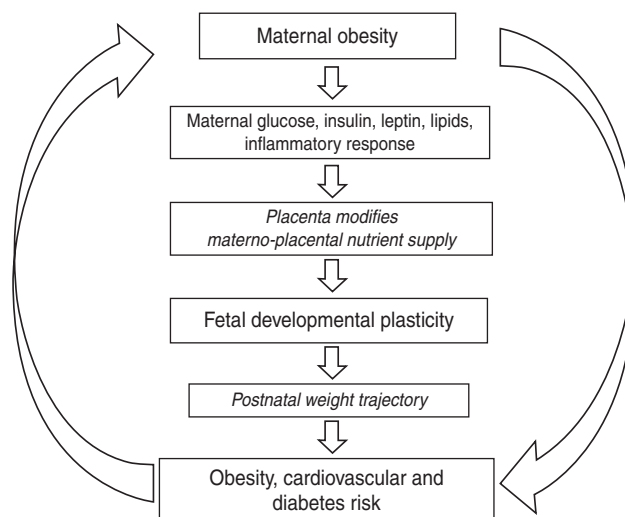 Maternal obesity
Maternal glucose, insulin, leptin, lipids,
inflammatory response
Placenta modifies
materno-placental nutrient supply
Fetal developmental plasticity
Postnatal weight trajectory
Obesity, cardiovascular and
diabetes risk